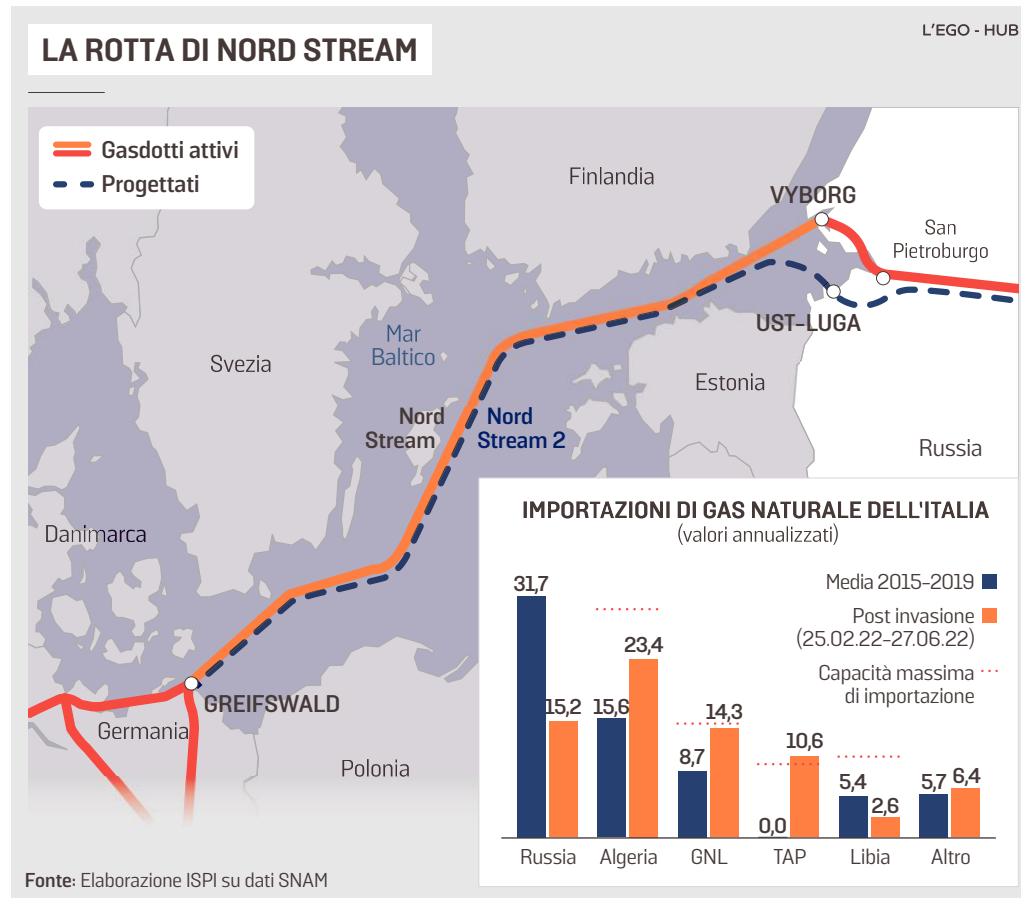 LA ROTTA DI NORD STREAM
L'EGO - HUB
Gasdotti attivi
Progettati
Finlandia
VYBORG
San
Pietroburgo
UST-LUGA
Mar
Baltico
Svezia
Estonia
Nord
Stream
Nord
Stream 2
Russia
Danimarca
GREIFSWALD
Germania
Polonia
IMPORTAZIONI DI GAS NATURALE DELL'ITALIA
(valori annualizzati)
Media 2015-2019
Post invasione
(25.02.22-27.06.22)
Capacità massima
di importazione
31,7
15,2
15,6
23,4
8,7
14,3
0,0
10,6
5,4
2,6
5,7
6,4
Russia
Algeria
GNL
TAP
Libia
Altro
Fonte: Elaborazione ISPI su dati SNAM